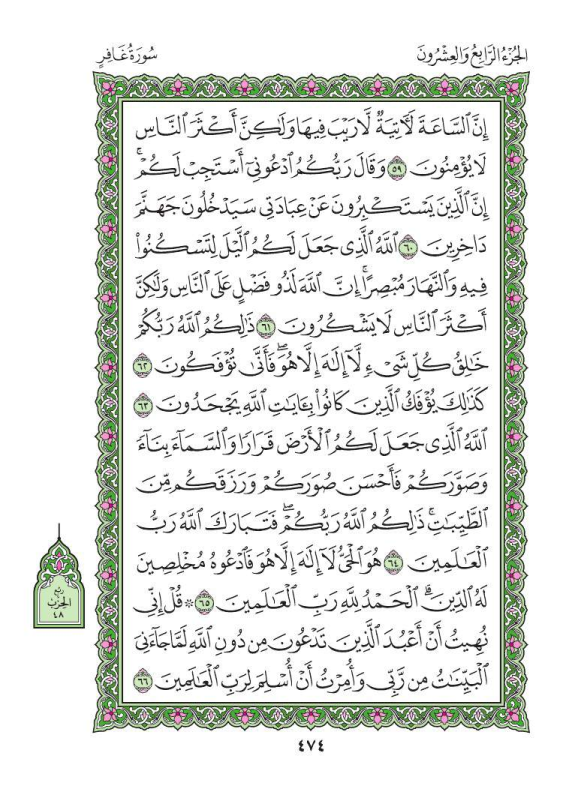 الجُزْءُ الرَّابِعُ وَالعِشْرُونَ
سُورَةُ غَافِرٍ
إِنَّ ٱلسَّاعَةَ لَأٓتِيَةٌ لَّا رَيْبَ فِيهَا وَلَٰكِنَّ أَكْثَرَ ٱلنَّاسِ
لَا يُؤْمِنُونَ ٥٩ وَقَالَ رَبُّكُمُ ٱدْعُونِيٓ أَسْتَجِبْ لَكُمْۚ
إِنَّ ٱلَّذِينَ يَسْتَكْبِرُونَ عَنْ عِبَادَتِي سَيَدْخُلُونَ جَهَنَّمَ
دَاخِرِينَ ٦٠ ٱللَّهُ ٱلَّذِي جَعَلَ لَكُمُ ٱلَّيْلَ لِتَسْكُنُوا۟
فِيهِ وَٱلنَّهَارَ مُبْصِرًاۚ إِنَّ ٱللَّهَ لَذُو فَضْلٍ عَلَى ٱلنَّاسِ وَلَٰكِنَّ
أَكْثَرَ ٱلنَّاسِ لَا يَشْكُرُونَ ٦١ ذَٰلِكُمُ ٱللَّهُ رَبُّكُمْ
خَٰلِقُ كُلِّ شَيْءٍ لَّآ إِلَٰهَ إِلَّا هُوَۖ فَأَنَّىٰ تُؤْفَكُونَ ٦٢
كَذَٰلِكَ يُؤْفَكُ ٱلَّذِينَ كَانُوا۟ بِـَٔايَٰتِ ٱللَّهِ يَجْحَدُونَ ٦٣
ٱللَّهُ ٱلَّذِي جَعَلَ لَكُمُ ٱلْأَرْضَ قَرَارًا وَٱلسَّمَآءَ بِنَآءً
وَصَوَّرَكُمْ فَأَحْسَنَ صُوَرَكُمْ وَرَزَقَكُم مِّنَ
ٱلطَّيِّبَٰتِۚ ذَٰلِكُمُ ٱللَّهُ رَبُّكُمْۖ فَتَبَارَكَ ٱللَّهُ رَبُّ
ٱلْعَٰلَمِينَ ٦٤ هُوَ ٱلْحَيُّ لَآ إِلَٰهَ إِلَّا هُوَ فَٱدْعُوهُ مُخْلِصِينَ
لَهُ ٱلدِّينَۗ ٱلْحَمْدُ لِلَّهِ رَبِّ ٱلْعَٰلَمِينَ ٦٥ ۞ قُلْ إِنِّي
نُهِيتُ أَنْ أَعْبُدَ ٱلَّذِينَ تَدْعُونَ مِن دُونِ ٱللَّهِ لَمَّا جَآءَنِيَ
ٱلْبَيِّنَٰتُ مِن رَّبِّي وَأُمِرْتُ أَنْ أُسْلِمَ لِرَبِّ ٱلْعَٰلَمِينَ ٦٦
ربع
الحزب
٤٨
٤٧٤